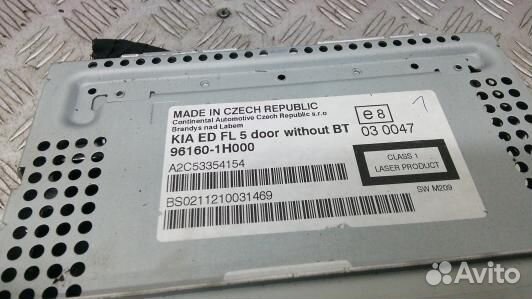 MADE IN CZECH REPUBLIC
Continental Automotive Czech Republic s.r.o
Brandys nad Labem
KIA ED FL 5 door without BT
96160-1H000
A2C53354154
BS0211210031469
e8
03 0047
1
CLASS 1
LASER PRODUCT
SW M209
Avito